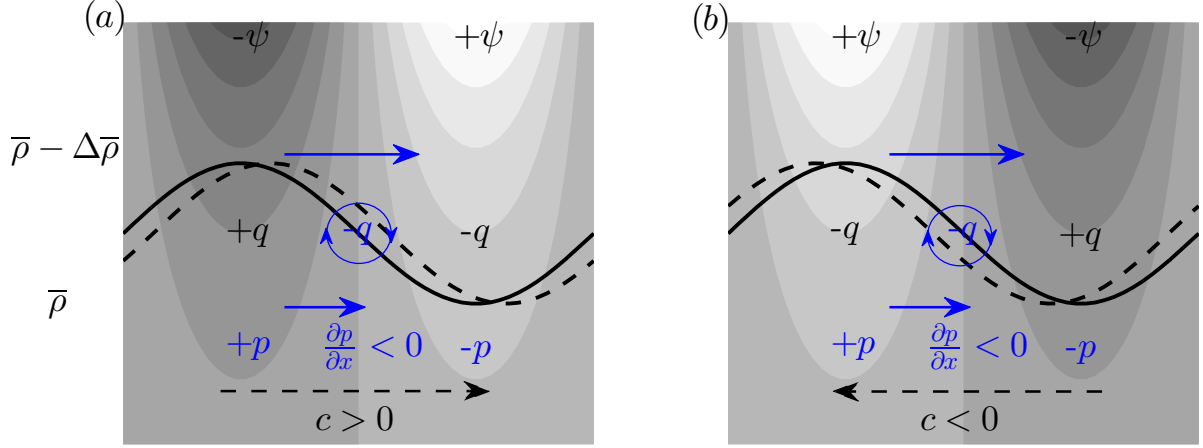 (a) -ψ +ψ (b) +ψ -ψ
ρ̅ − Δρ̅
+q -q -q -q -q +q
ρ̅
+p ∂p/∂x < 0 -p +p ∂p/∂x < 0 -p
c > 0 c < 0